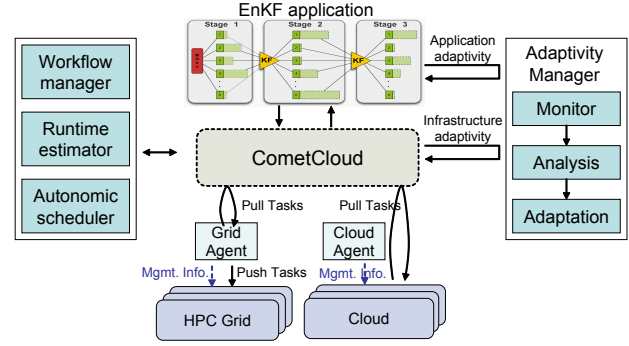 EnKF application
Stage 1
Stage 2
Stage 3
KF
KF
Workflow
manager
Runtime
estimator
Autonomic
scheduler
Application
adaptivity
Infrastructure
adaptivity
Adaptivity
Manager
Monitor
Analysis
Adaptation
CometCloud
Pull Tasks
Pull Tasks
Grid
Agent
Cloud
Agent
Mgmt. Info.
Push Tasks
Mgmt. Info.
HPC Grid
Cloud